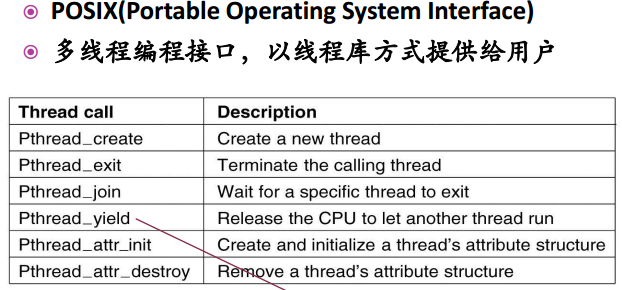 POSIX(Portable Operating System Interface)
多线程编程接口，以线程库方式提供给用户
Thread call Description
Pthread_create Create a new thread
Pthread_exit Terminate the calling thread
Pthread_join Wait for a specific thread to exit
Pthread_yield Release the CPU to let another thread run
Pthread_attr_init Create and initialize a thread's attribute structure
Pthread_attr_destroy Remove a thread's attribute structure